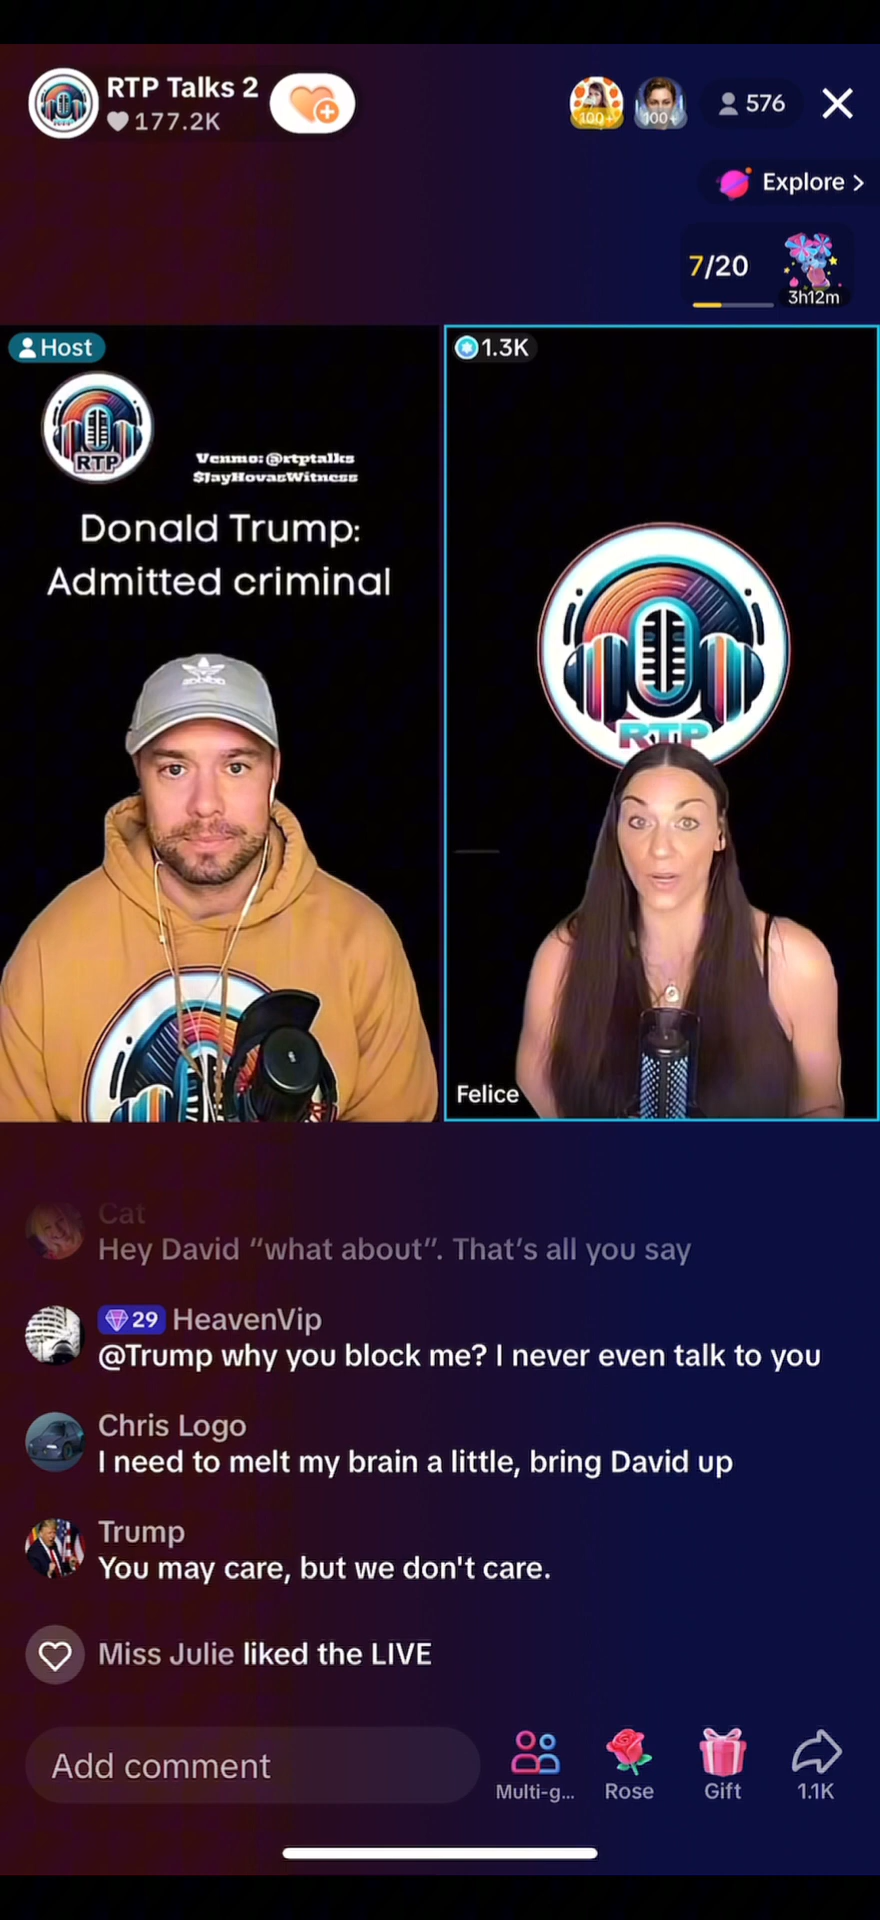 RTP Talks 2
177.2K
100+
100+
576
Explore >
7/20
3h12m
Host
1.3K
RTP
Venmo: @rtptalks
$JayHovasWitness
Donald Trump:
Admitted criminal
adidas
RTP
Felice
Cat
Hey David “what about”. That’s all you say
29 HeavenVip
@Trump why you block me? I never even talk to you
Chris Logo
I need to melt my brain a little, bring David up
Trump
You may care, but we don't care.
Miss Julie liked the LIVE
Add comment
Multi-g...
Rose
Gift
1.1K